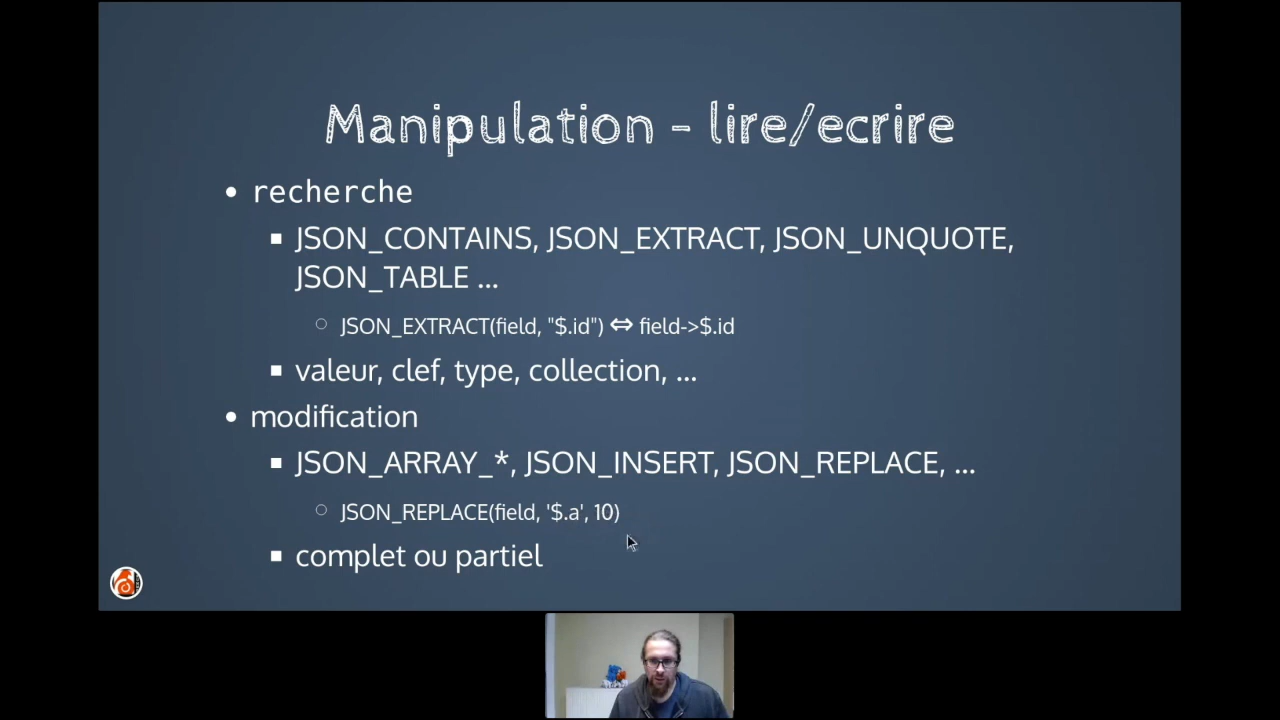 Manipulation - lire/ecrire
recherche
JSON_CONTAINS, JSON_EXTRACT, JSON_UNQUOTE,
JSON_TABLE ...
JSON_EXTRACT(field, "$.id") ⇔ field->$.id
valeur, clef, type, collection, ...
modification
JSON_ARRAY_*, JSON_INSERT, JSON_REPLACE, ...
JSON_REPLACE(field, '$.a', 10)
complet ou partiel